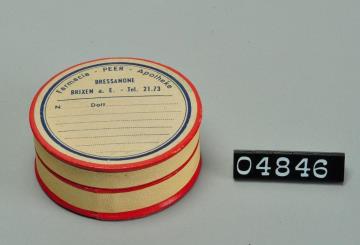 Farmacia - PEER - Apotheke
BRESSANONE
BRIXEN a. E. - Tel. 21.73
Z
Dott.
04846